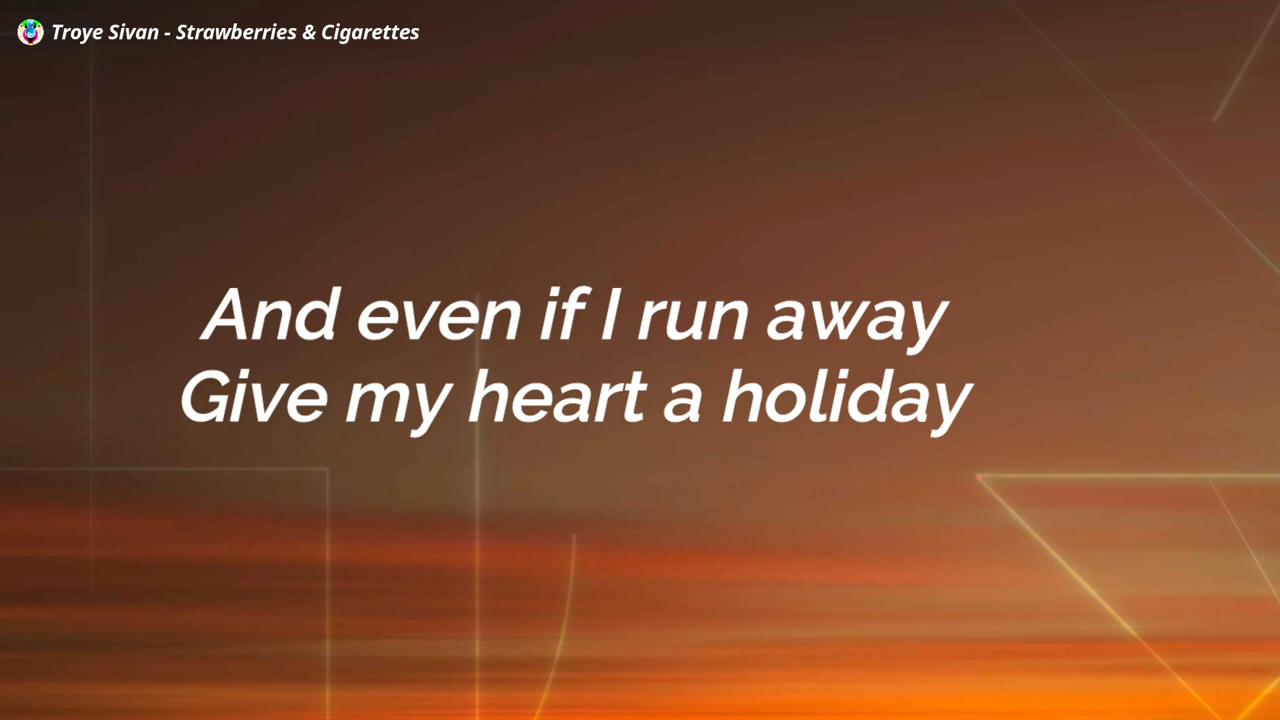 Troye Sivan - Strawberries & Cigarettes
And even if I run away
Give my heart a holiday